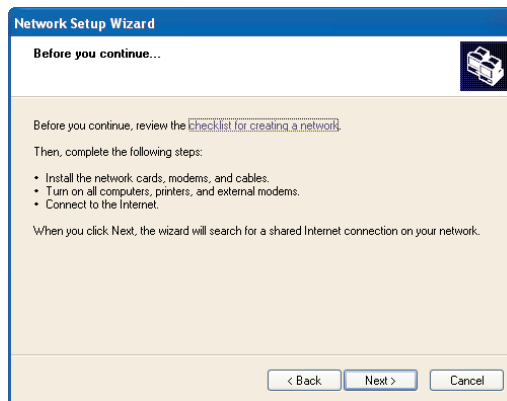 Network Setup Wizard
Before you continue...
Before you continue, review the checklist for creating a network.
Then, complete the following steps:
• Install the network cards, modems, and cables.
• Turn on all computers, printers, and external modems.
• Connect to the Internet.
When you click Next, the wizard will search for a shared Internet connection on your network.
< Back Next > Cancel